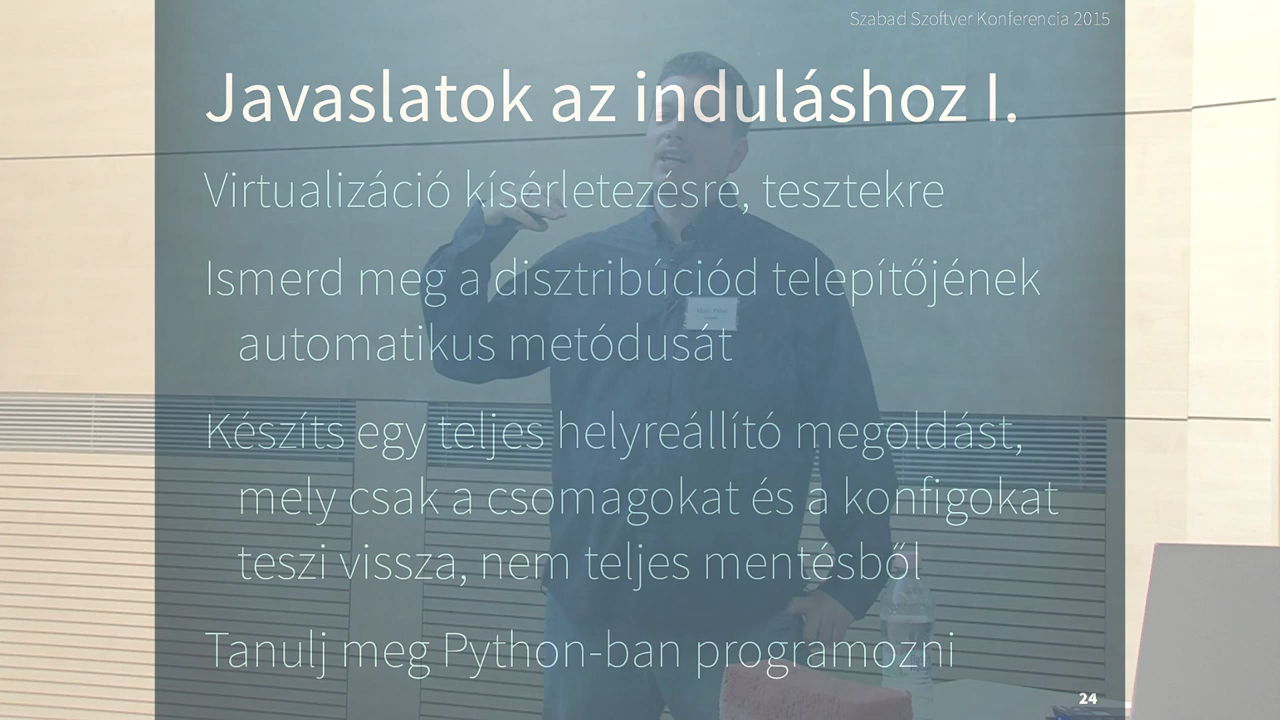 Szabad Szoftver Konferencia 2015
Javaslatok az induláshoz I.
Virtualizáció kísérletezésre, tesztekre
Ismerd meg a disztribúciód telepítőjének
automatikus metódusát
Készíts egy teljes helyreállító megoldást,
mely csak a csomagokat és a konfigokat
teszi vissza, nem teljes mentésből
Tanulj meg Python-ban programozni
24